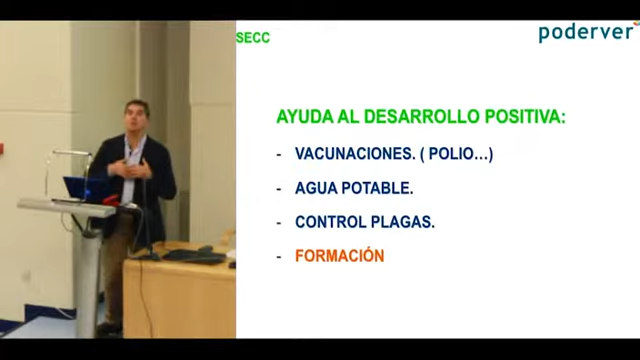 SECC
poderver
AYUDA AL DESARROLLO POSITIVA:
- VACUNACIONES. ( POLIO...)
- AGUA POTABLE.
- CONTROL PLAGAS.
- FORMACIÓN